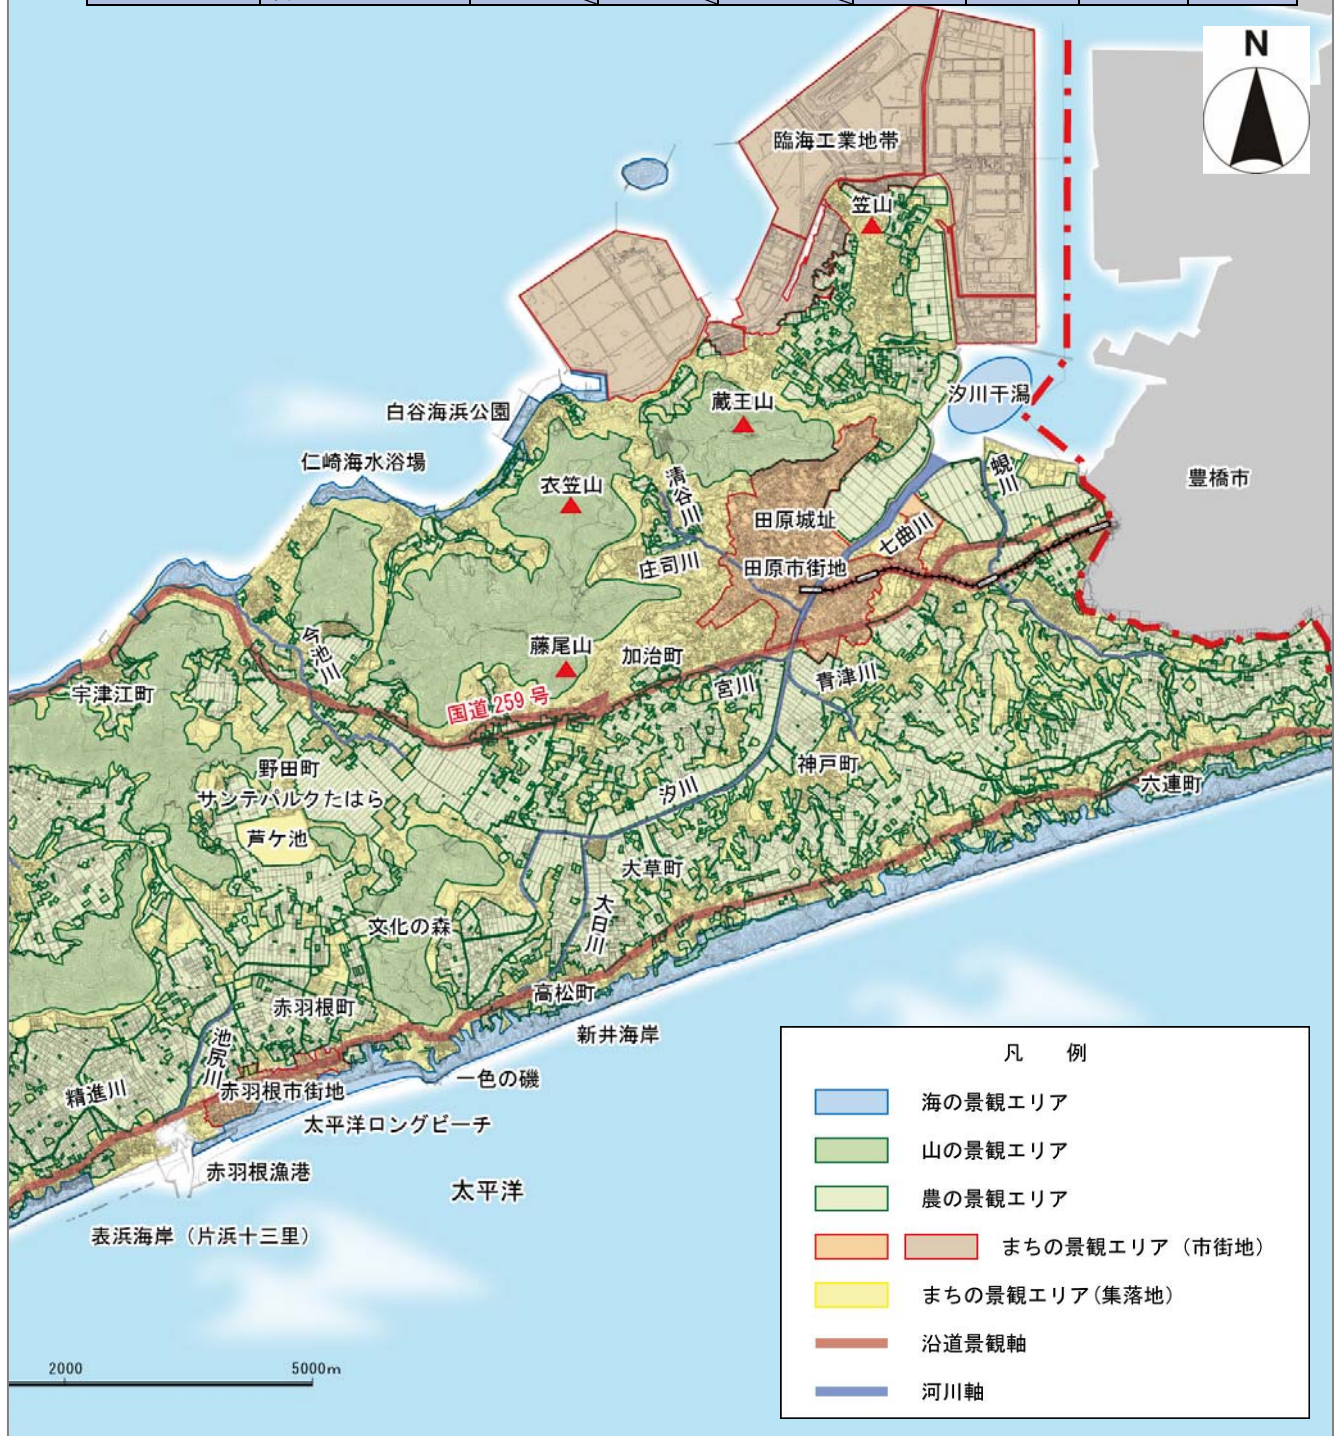 N
臨海工業地帯
笠山
汐川干潟
蔵王山
白谷海浜公園
仁崎海水浴場
衣笠山
清谷川
蜆川
豊橋市
田原城址
七曲川
庄司川
田原市街地
今池川
藤尾山
加治町
宮川
青津川
宇津江町
国道259号
野田町
神戸町
サンテパルクたはら
汐川
六連町
芦ケ池
大草町
文化の森
大日川
高松町
赤羽根町
新井海岸
池尻川
一色の磯
精進川
赤羽根市街地
太平洋ロングビーチ
赤羽根漁港
太平洋
表浜海岸（片浜十三里）
凡 例
海の景観エリア
山の景観エリア
農の景観エリア
まちの景観エリア（市街地）
まちの景観エリア（集落地）
沿道景観軸
河川軸
2000 5000m